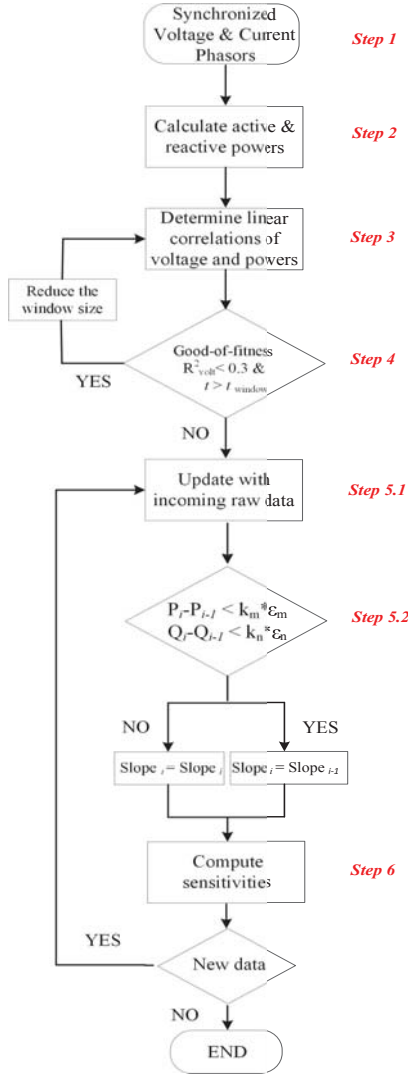 Synchronized
Voltage & Current
Phasors
Step 1
Calculate active &
reactive powers
Step 2
Determine linear
correlations of
voltage and powers
Step 3
Reduce the
window size
Good-of-fitness
R²volt< 0.3 &
t > t window
Step 4
YES
NO
Update with
incoming raw data
Step 5.1
Pi-Pi-1 < km*εm
Qi-Qi-1 < kn*εn
Step 5.2
NO
YES
Slope i = Slope i
Slope i = Slope i-1
Compute
sensitivities
Step 6
YES
New data
NO
END